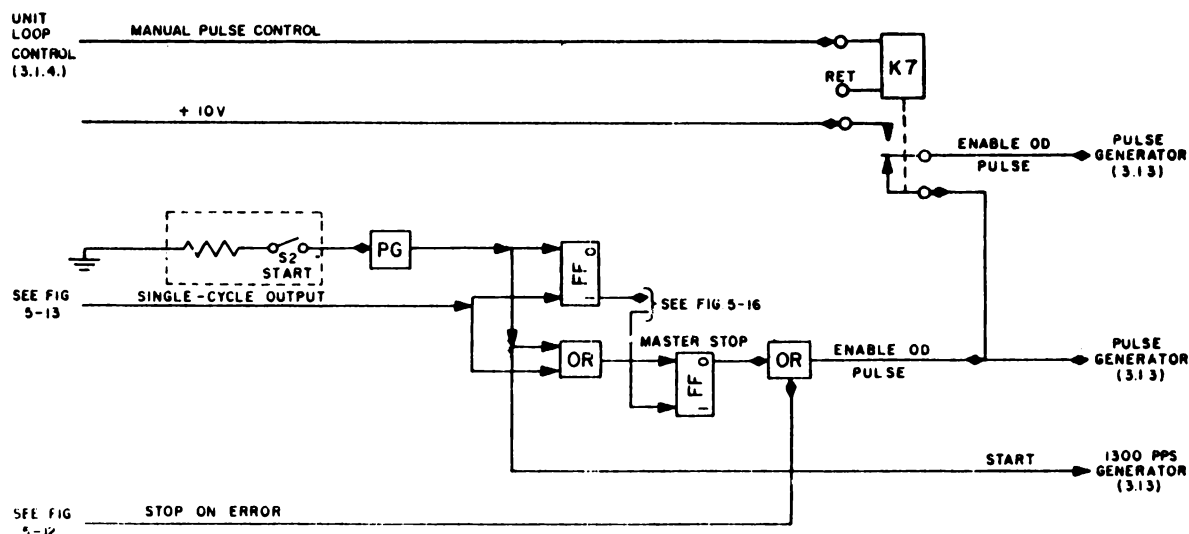 UNIT
LOOP
CONTROL
(3.1.4.)
MANUAL PULSE CONTROL
K7
RET
+ 10V
ENABLE OD
PULSE
PULSE
GENERATOR
(3.13)
S2
START
PG
FF
0
1
SEE FIG
5-13
SINGLE-CYCLE OUTPUT
SEE FIG 5-16
OR
MASTER STOP
FF
0
1
OR
ENABLE OD
PULSE
PULSE
GENERATOR
(3.13)
START
1300 PPS
GENERATOR
(3.13)
SEE FIG
5-12
STOP ON ERROR